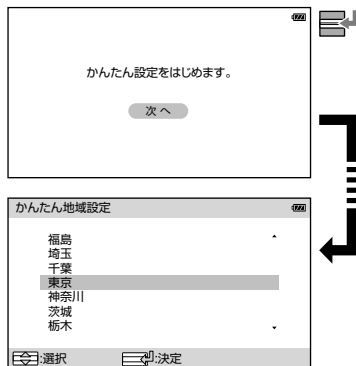 かんたん設定をはじめます。
次へ
かんたん地域設定
福島
埼玉
千葉
東京
神奈川
茨城
栃木
:選択 :決定